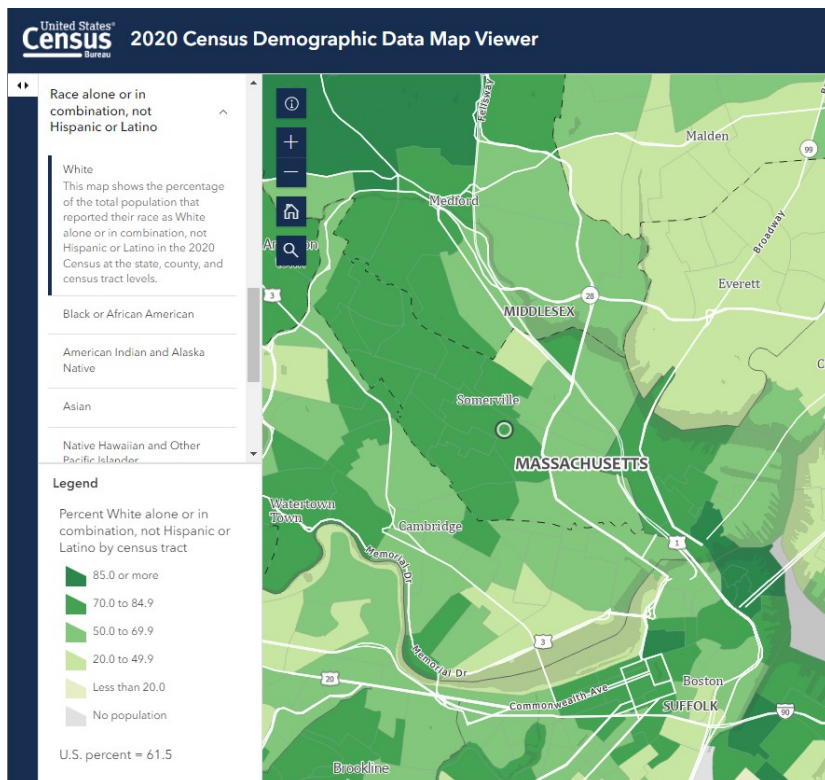 United States®
Census
Bureau
2020 Census Demographic Data Map Viewer
Race alone or in
combination, not
Hispanic or Latino
White
This map shows the percentage
of the total population that
reported their race as White
alone or in combination, not
Hispanic or Latino in the 2020
Census at the state, county, and
census tract levels.
Black or African American
American Indian and Alaska
Native
Asian
Native Hawaiian and Other
Pacific Islander
Legend
Percent White alone or in
combination, not Hispanic or
Latino by census tract
85.0 or more
70.0 to 84.9
50.0 to 69.9
20.0 to 49.9
Less than 20.0
No population
U.S. percent = 61.5
Fellsway
Malden
99
Medford
Broadway
3
Everett
28
MIDDLESEX
Somerville
MASSACHUSETTS
Watertown
Town
Cambridge
Memorial Dr
1
3
Memorial Dr
20
Commonwealth Ave
Boston
SUFFOLK
90
Brookline